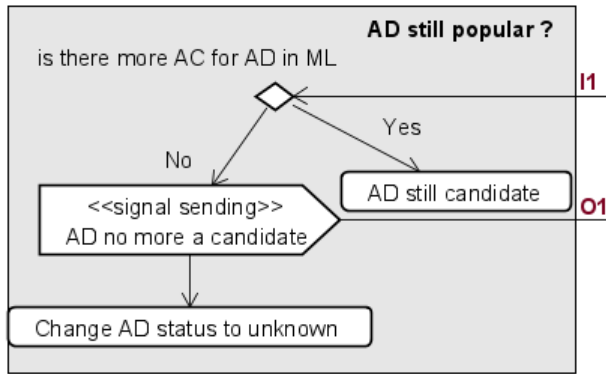 AD still popular ?
is there more AC for AD in ML
I1
Yes
No
AD still candidate
<<signal sending>>
AD no more a candidate
O1
Change AD status to unknown